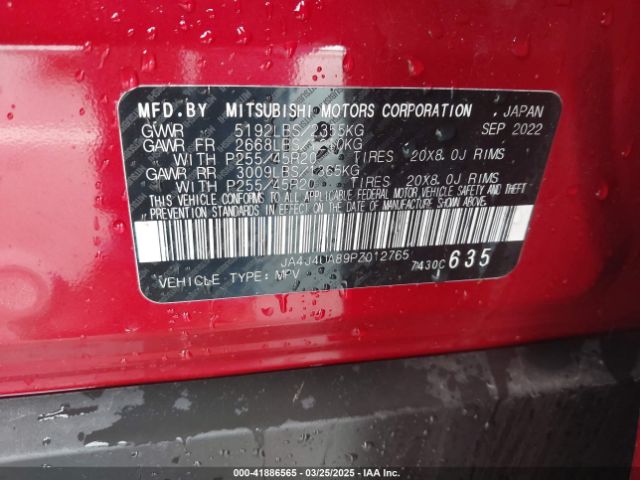 MFD.BY MITSUBISHI MOTORS CORPORATION JAPAN
GVWR 5192LBS/2355KG SEP 2022
GAWR FR 2668LBS/1210KG
WITH P255/45R20 TIRES 20X8.0J RIMS
GAWR RR 3009LBS/1365KG
WITH P255/45R20 TIRES 20X8.0J RIMS
THIS VEHICLE CONFORMS TO ALL APPLICABLE FEDERAL MOTOR VEHICLE SAFETY AND THEFT
PREVENTION STANDARDS IN EFFECT ON THE DATE OF MANUFACTURE SHOWN ABOVE.
JA4J4UA89PZ012765
7430C 635
VEHICLE TYPE: MPV
000-41886565 / 03/25/2025 / IAA Inc.